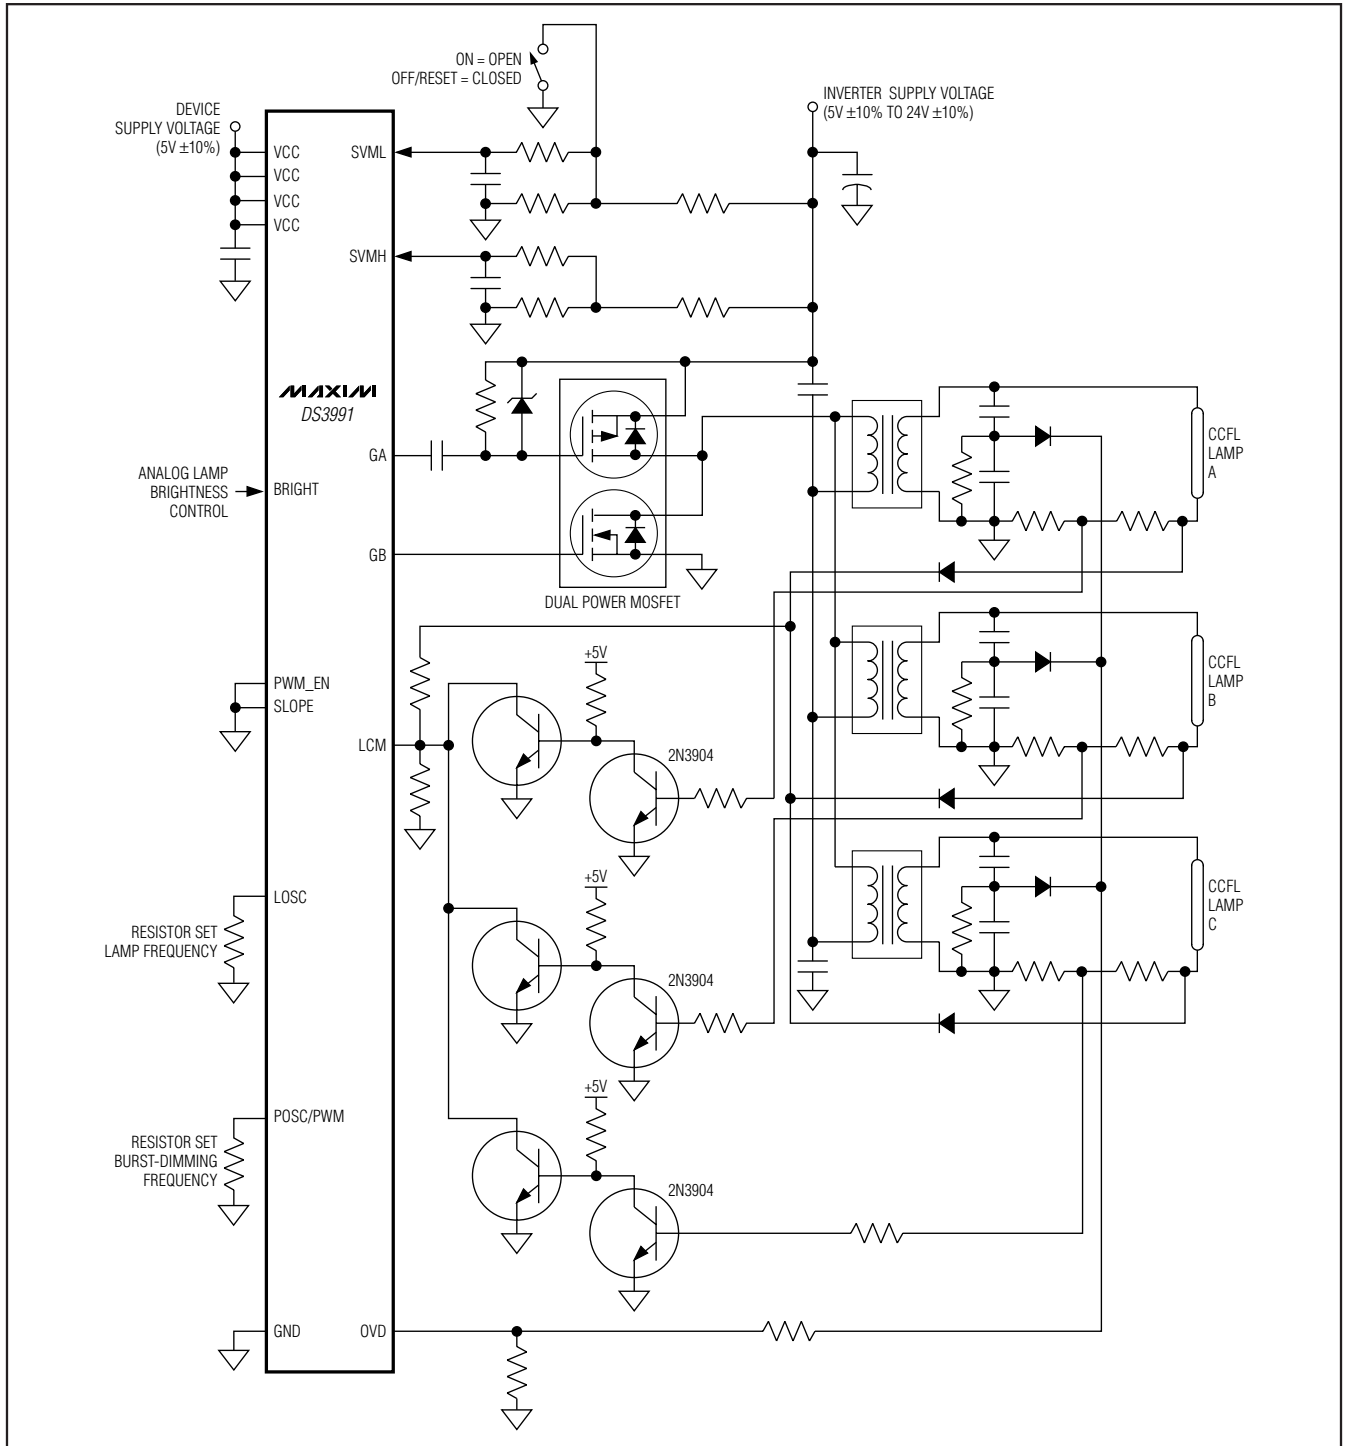 ON = OPEN
OFF/RESET = CLOSED
DEVICE
SUPPLY VOLTAGE
(5V ±10%)
INVERTER SUPPLY VOLTAGE
(5V ±10% TO 24V ±10%)
VCC
VCC
VCC
VCC
SVML
SVMH
MAXIM
DS3991
GA
ANALOG LAMP
BRIGHTNESS
CONTROL
BRIGHT
GB
DUAL POWER MOSFET
CCFL
LAMP
A
PWM_EN
SLOPE
LCM
+5V
2N3904
CCFL
LAMP
B
LOSC
RESISTOR SET
LAMP FREQUENCY
+5V
2N3904
CCFL
LAMP
C
POSC/PWM
RESISTOR SET
BURST-DIMMING
FREQUENCY
+5V
2N3904
GND
OVD